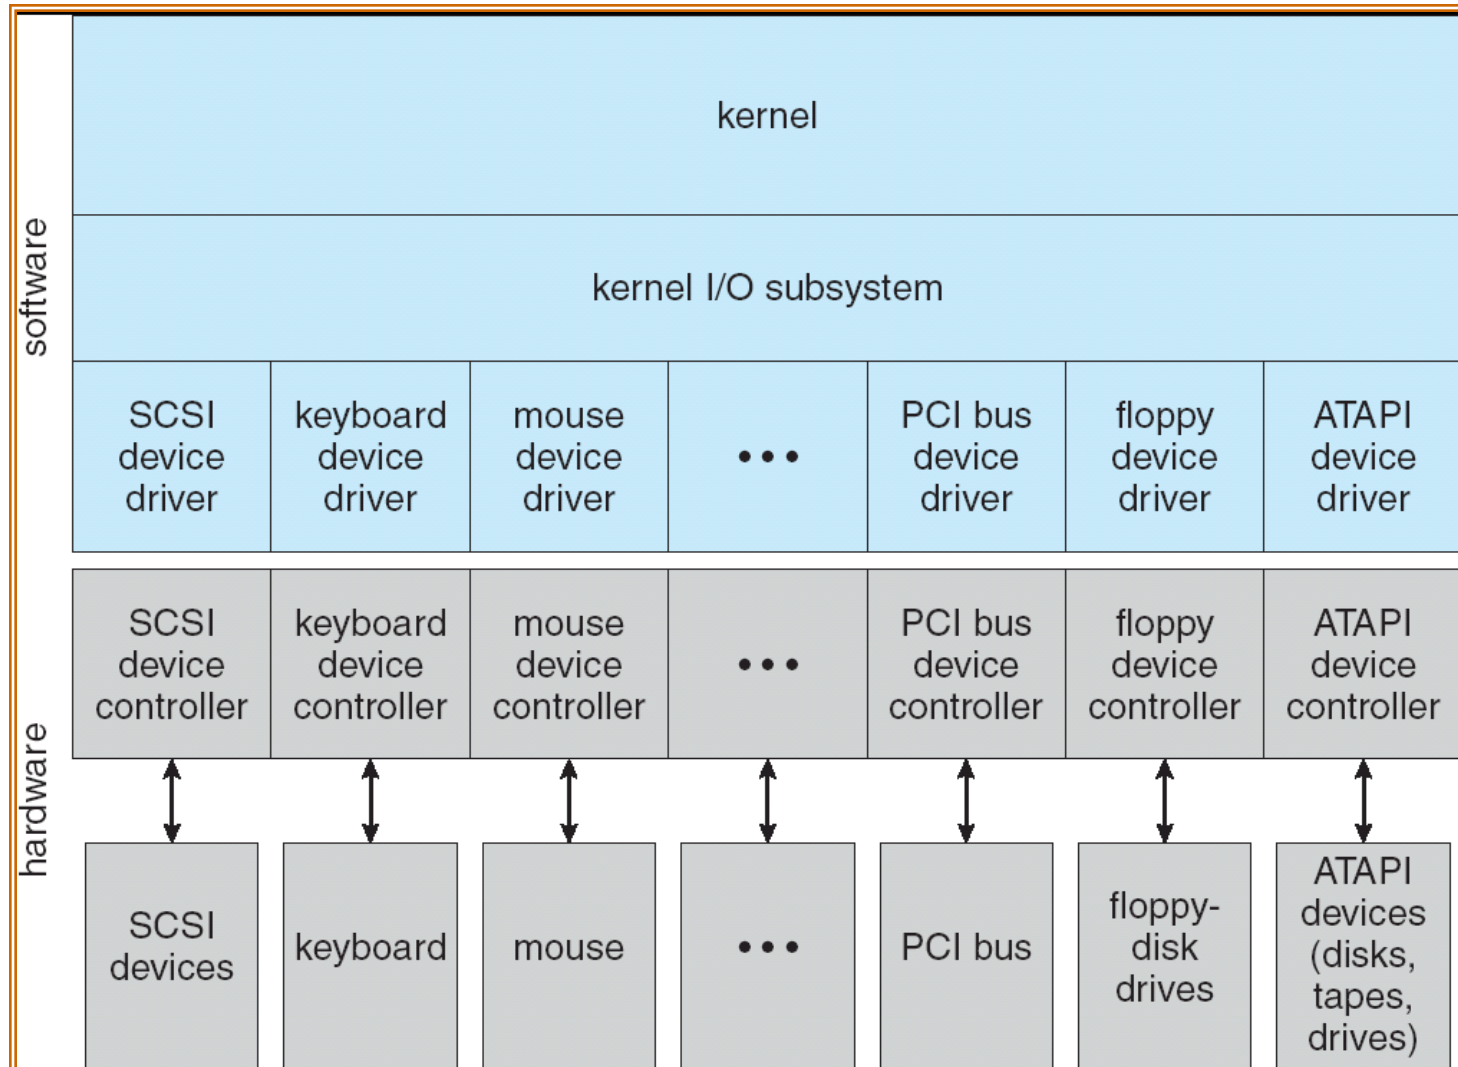 software
kernel
kernel I/O subsystem
SCSI
device
driver
keyboard
device
driver
mouse
device
driver
•••
PCI bus
device
driver
floppy
device
driver
ATAPI
device
driver
hardware
SCSI
device
controller
keyboard
device
controller
mouse
device
controller
•••
PCI bus
device
controller
floppy
device
controller
ATAPI
device
controller
SCSI
devices
keyboard
mouse
•••
PCI bus
floppy-
disk
drives
ATAPI
devices
(disks,
tapes,
drives)